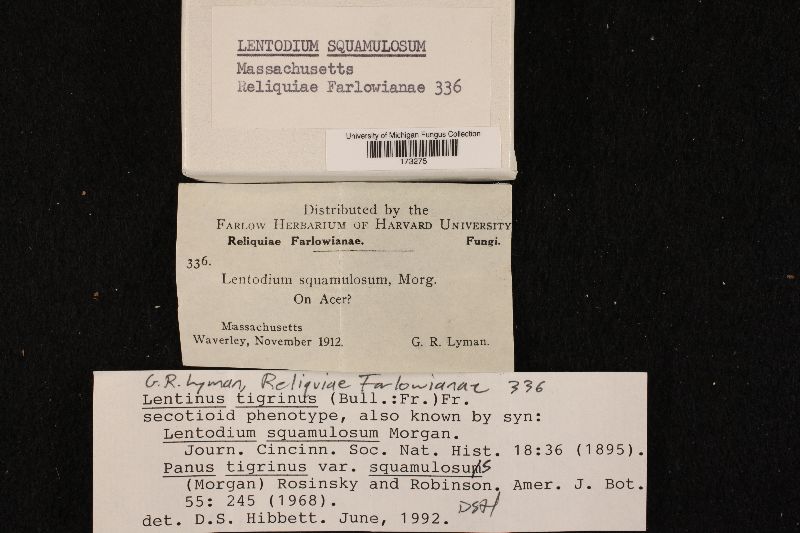 LENTODIUM SQUAMULOSUM
Massachusetts
Reliquiae Farlowianae 336
University of Michigan Fungus Collection
173275
Distributed by the
FARLOW HERBARIUM OF HARVARD UNIVERSITY
Reliquiae Farlowianae. Fungi.
336.
Lentodium squamulosum, Morg.
On Acer?
Massachusetts
Waverley, November 1912. G. R. Lyman.
G.R. Lyman, Reliquiae Farlowianae 336
Lentinus tigrinus (Bull.:Fr.)Fr.
secotioid phenotype, also known by syn:
Lentodium squamulosum Morgan.
Journ. Cincinn. Soc. Nat. Hist. 18:36 (1895).
Panus tigrinus var. squamulosus
(Morgan) Rosinsky and Robinson. Amer. J. Bot.
55: 245 (1968).
det. D.S. Hibbett. June, 1992. DSH